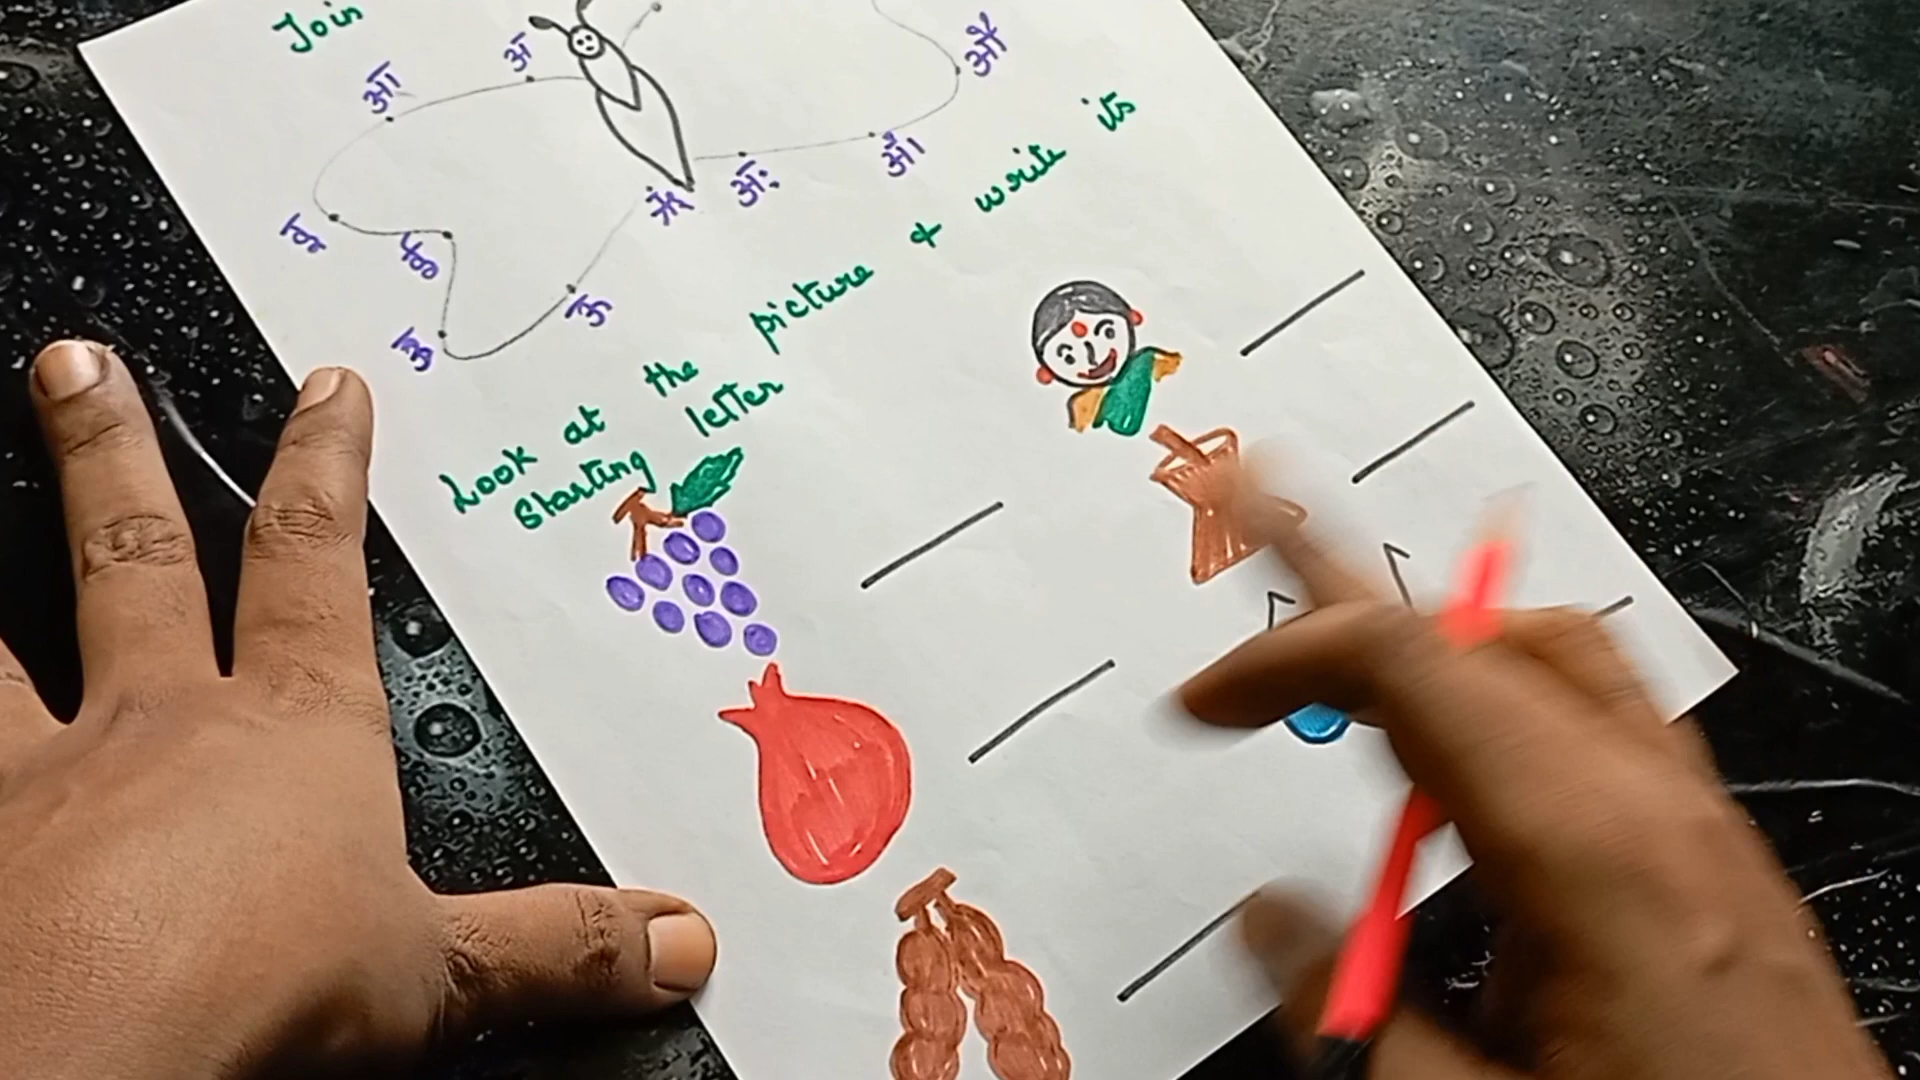 Join
अ
आ
इ
ई
उ
ऊ
अः
औ
Look at the picture & write its
starting letter